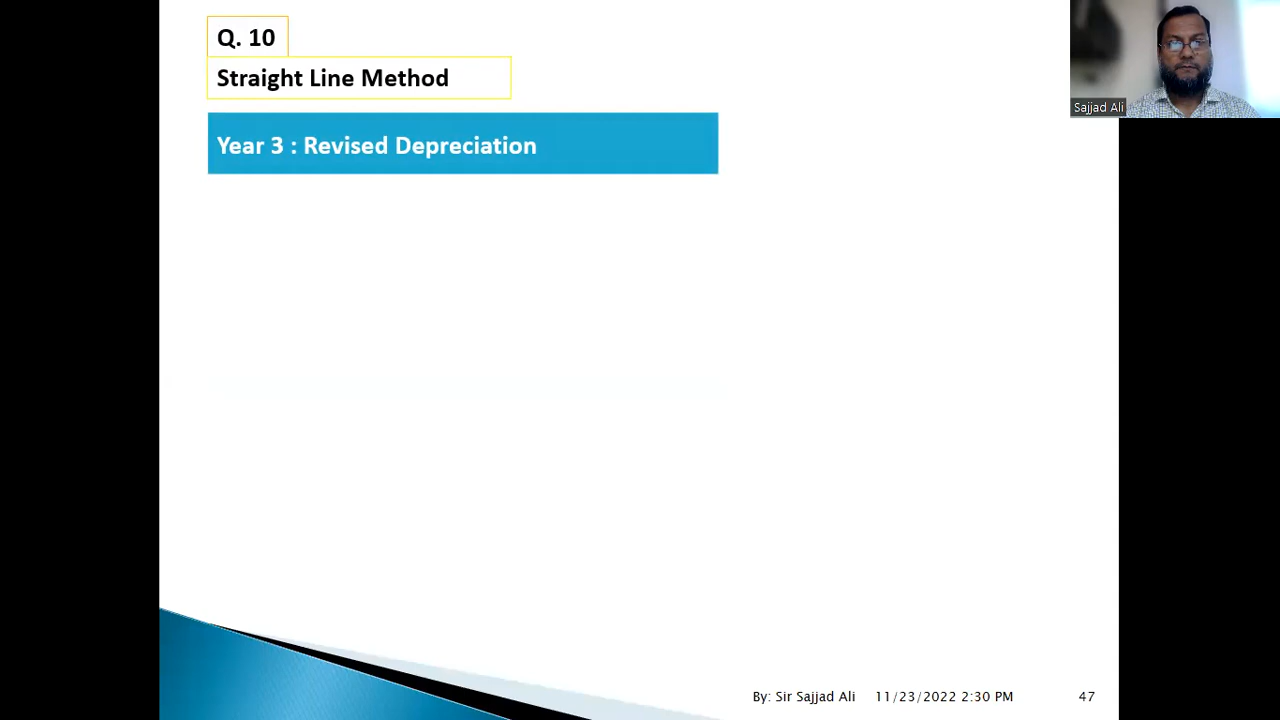 Q. 10
Straight Line Method
Year 3 : Revised Depreciation
Sajjad Ali
By: Sir Sajjad Ali 11/23/2022 2:30 PM 47